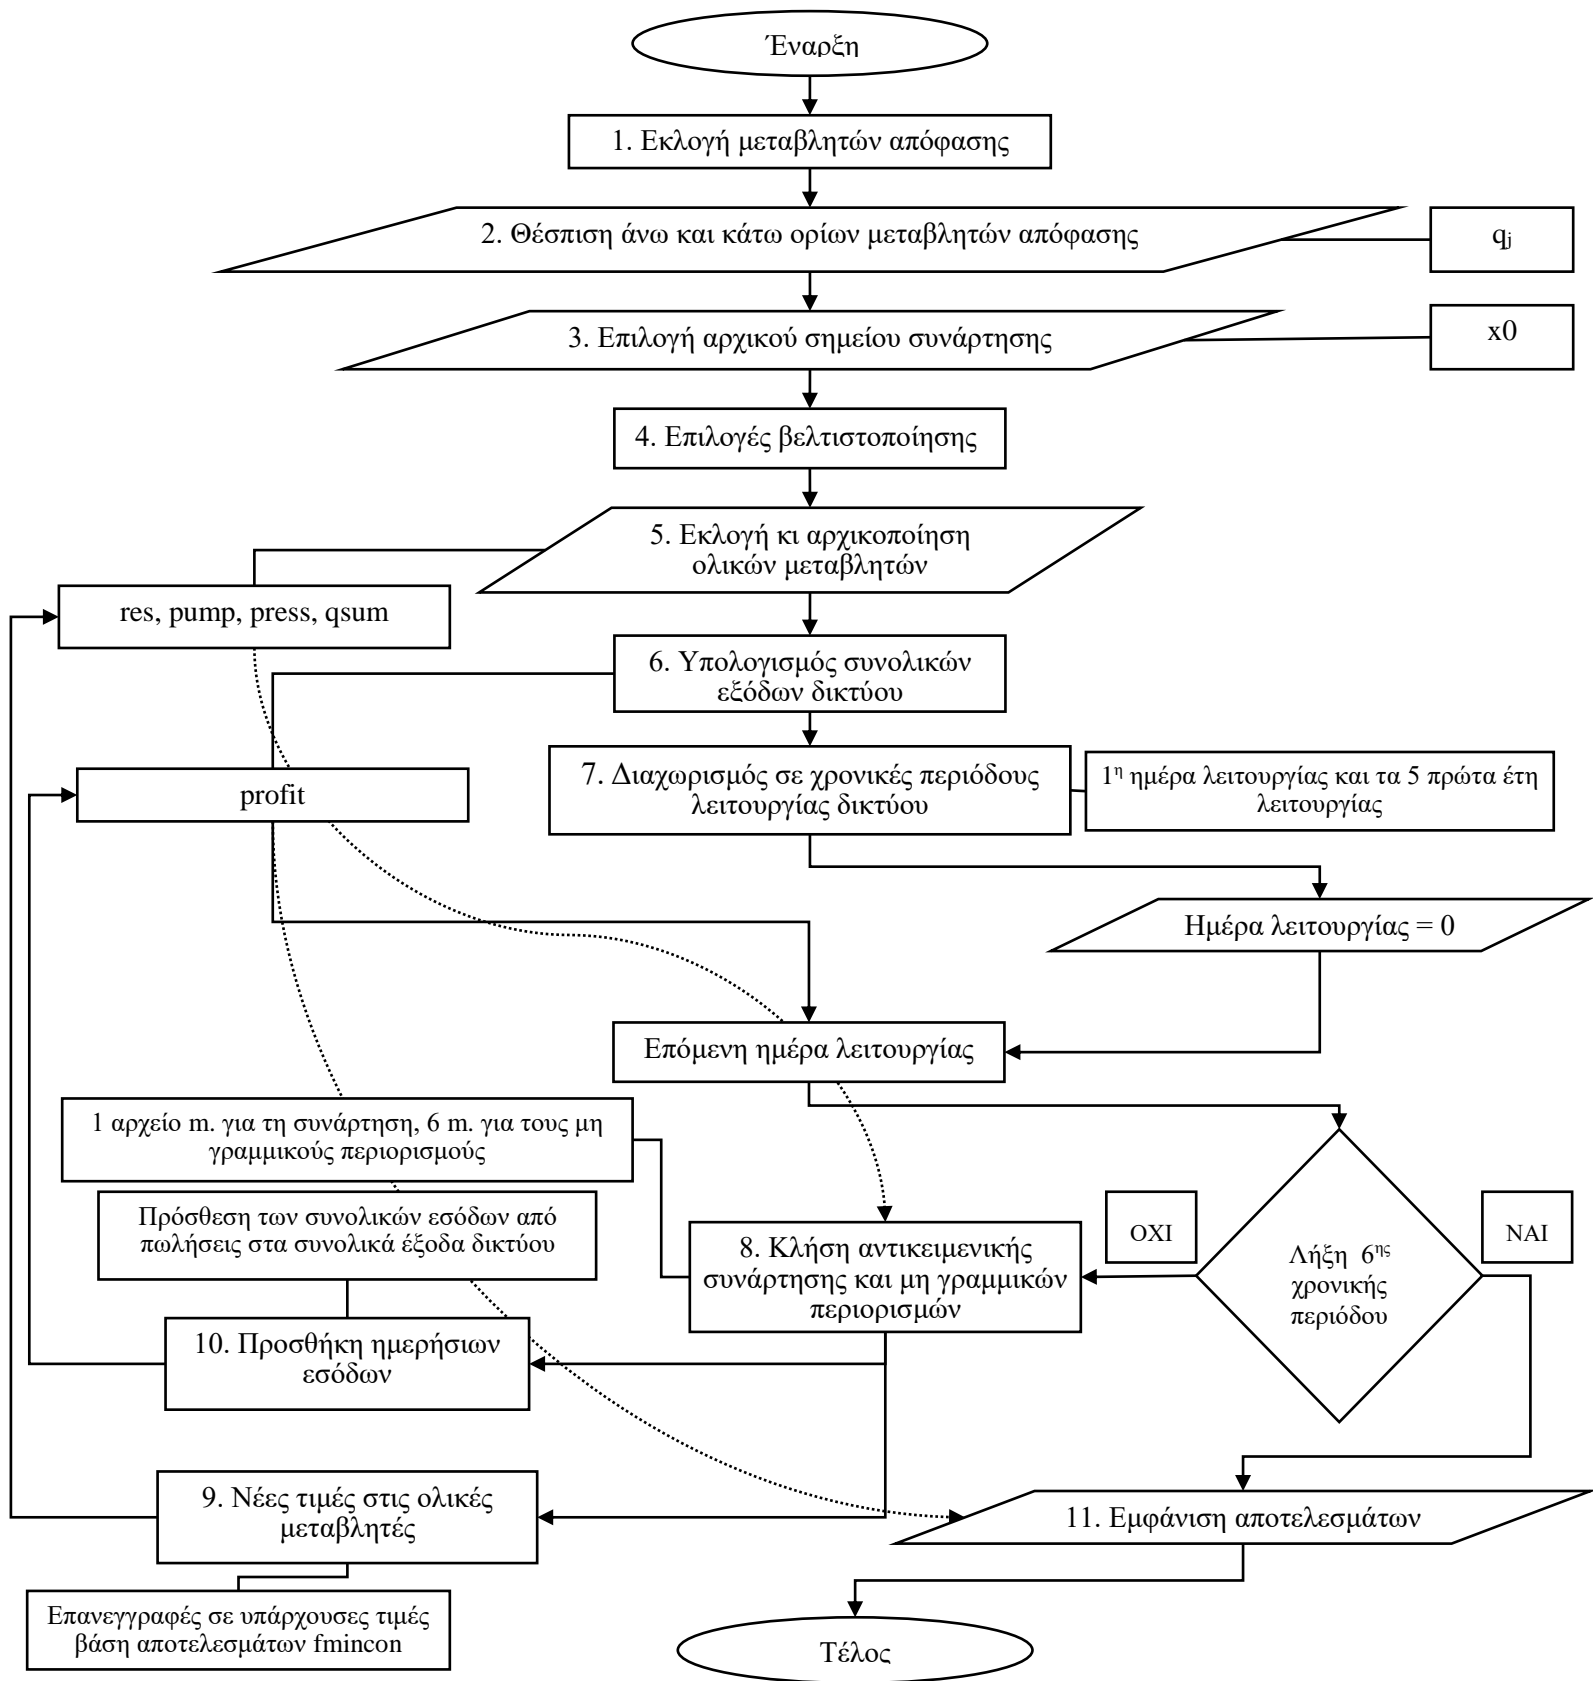 Έναρξη
1. Εκλογή μεταβλητών απόφασης
2. Θέσπιση άνω και κάτω ορίων μεταβλητών απόφασης
qj
3. Επιλογή αρχικού σημείου συνάρτησης
x0
4. Επιλογές βελτιστοποίησης
5. Εκλογή κι αρχικοποίηση
ολικών μεταβλητών
res, pump, press, qsum
6. Υπολογισμός συνολικών
εξόδων δικτύου
profit
7. Διαχωρισμός σε χρονικές περιόδους
λειτουργίας δικτύου
1η ημέρα λειτουργίας και τα 5 πρώτα έτη
λειτουργίας
Ημέρα λειτουργίας = 0
Επόμενη ημέρα λειτουργίας
1 αρχείο m. για τη συνάρτηση, 6 m. για τους μη
γραμμικούς περιορισμούς
Πρόσθεση των συνολικών εσόδων από
πωλήσεις στα συνολικά έξοδα δικτύου
8. Κλήση αντικειμενικής
συνάρτησης και μη γραμμικών
περιορισμών
ΟΧΙ
ΝΑΙ
Λήξη 6ης
χρονικής
περιόδου
10. Προσθήκη ημερήσιων
εσόδων
9. Νέες τιμές στις ολικές
μεταβλητές
11. Εμφάνιση αποτελεσμάτων
Επανεγγραφές σε υπάρχουσες τιμές
βάση αποτελεσμάτων fmincon
Τέλος